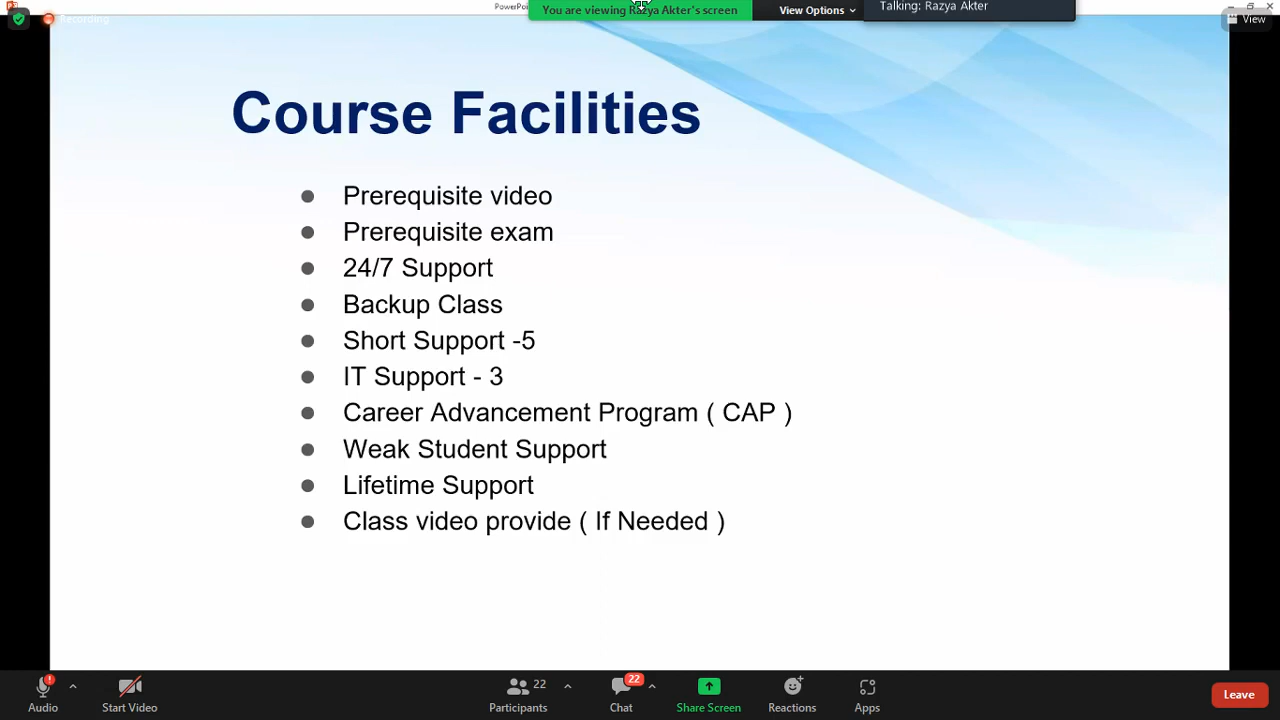 PowerPoi
You are viewing Razya Akter's screen
View Options
Talking: Razya Akter
Recording
View
Course Facilities
Prerequisite video
Prerequisite exam
24/7 Support
Backup Class
Short Support -5
IT Support - 3
Career Advancement Program ( CAP )
Weak Student Support
Lifetime Support
Class video provide ( If Needed )
22
22
Audio
Start Video
Participants
Chat
Share Screen
Reactions
Apps
Leave